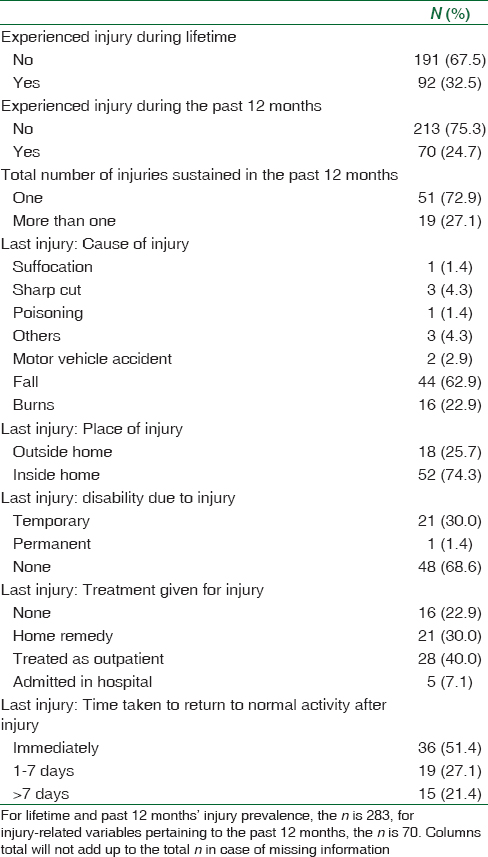 N (%)
Experienced injury during lifetime
No 191 (67.5)
Yes 92 (32.5)
Experienced injury during the past 12 months
No 213 (75.3)
Yes 70 (24.7)
Total number of injuries sustained in the past 12 months
One 51 (72.9)
More than one 19 (27.1)
Last injury: Cause of injury
Suffocation 1 (1.4)
Sharp cut 3 (4.3)
Poisoning 1 (1.4)
Others 3 (4.3)
Motor vehicle accident 2 (2.9)
Fall 44 (62.9)
Burns 16 (22.9)
Last injury: Place of injury
Outside home 18 (25.7)
Inside home 52 (74.3)
Last injury: disability due to injury
Temporary 21 (30.0)
Permanent 1 (1.4)
None 48 (68.6)
Last injury: Treatment given for injury
None 16 (22.9)
Home remedy 21 (30.0)
Treated as outpatient 28 (40.0)
Admitted in hospital 5 (7.1)
Last injury: Time taken to return to normal activity after
injury
Immediately 36 (51.4)
1-7 days 19 (27.1)
>7 days 15 (21.4)
For lifetime and past 12 months’ injury prevalence, the n is 283, for
injury-related variables pertaining to the past 12 months, the n is 70. Columns
total will not add up to the total n in case of missing information